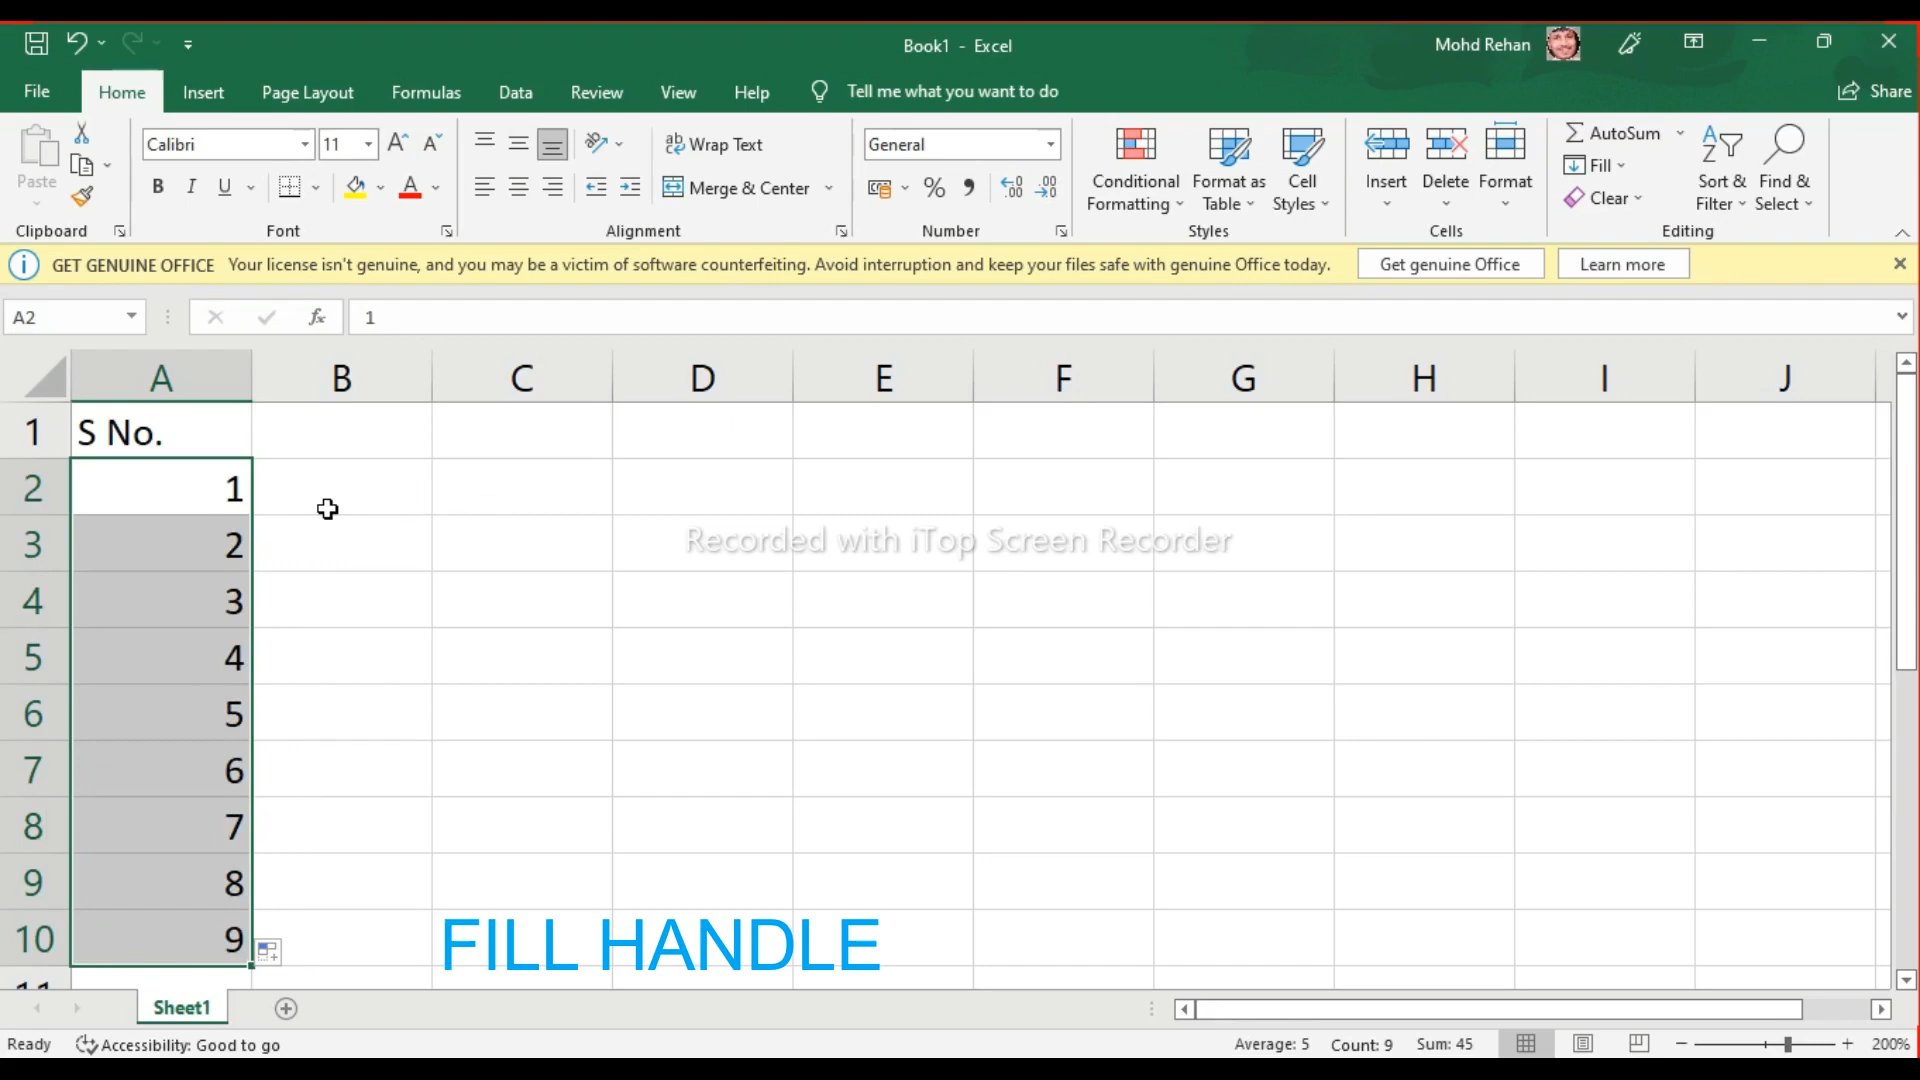 Book1 - Excel
Mohd Rehan
File Home Insert Page Layout Formulas Data Review View Help Tell me what you want to do Share
Paste
Clipboard
Calibri 11
B I U
Font
Wrap Text
Merge & Center
Alignment
General
Number
Conditional Formatting
Format as Table
Cell Styles
Styles
Insert Delete Format
Cells
AutoSum
Fill
Clear
Sort & Filter
Find & Select
Editing
GET GENUINE OFFICE Your license isn't genuine, and you may be a victim of software counterfeiting. Avoid interruption and keep your files safe with genuine Office today. Get genuine Office Learn more
A2 fx 1
A B C D E F G H I J
1 S No.
2 1
3 2
Recorded with iTop Screen Recorder
4 3
5 4
6 5
7 6
8 7
9 8
10 9
FILL HANDLE
11
Sheet1
Ready Accessibility: Good to go Average: 5 Count: 9 Sum: 45 200%